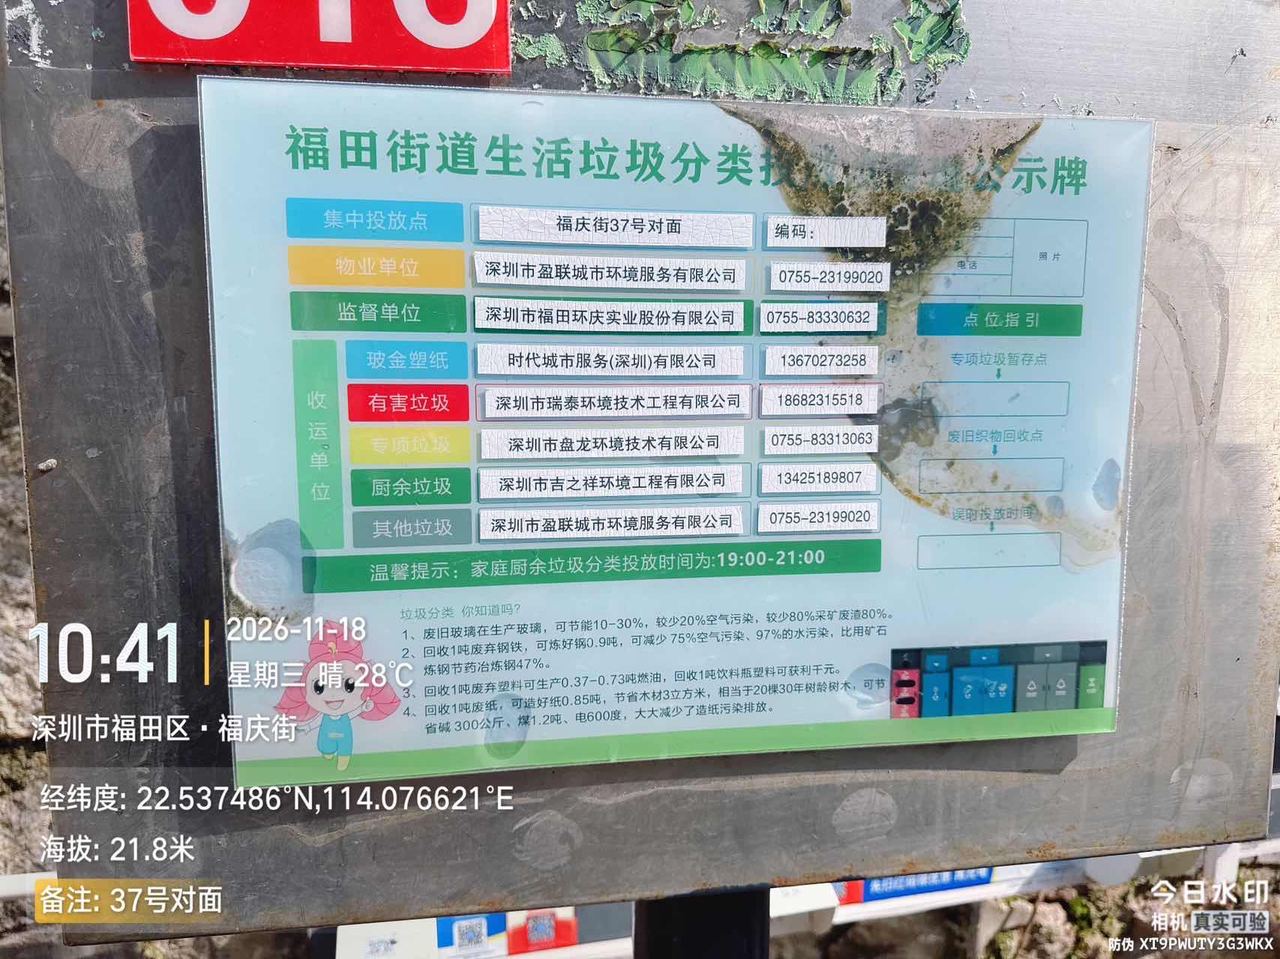 福田街道生活垃圾分类投
公示牌
集中投放点 福庆街37号对面 编码:
物业单位 深圳市盈联城市环境服务有限公司 0755-23199020
监督单位 深圳市福田环庆实业股份有限公司 0755-83330632
收运单位
玻金塑纸 时代城市服务(深圳)有限公司 13670273258
有害垃圾 深圳市瑞泰环境技术工程有限公司 18682315518
专项垃圾 深圳市盘龙环境技术有限公司 0755-83313063
厨余垃圾 深圳市吉之祥环境工程有限公司 13425189807
其他垃圾 深圳市盈联城市环境服务有限公司 0755-23199020
温馨提示：家庭厨余垃圾分类投放时间为:19:00-21:00
电话
照片
点位指引
专项垃圾暂存点
废旧织物回收点
误时投放时间
垃圾分类 你知道吗?
1、废旧玻璃在生产玻璃，可节能10-30%，较少20%空气污染，较少80%采矿废渣80%。
2、回收1吨废弃钢铁，可炼好钢0.9吨，可减少75%空气污染、97%的水污染，比用矿石
炼钢节药冶炼钢47%。
3、回收1吨废弃塑料可生产0.37-0.73吨燃油，回收1吨饮料瓶塑料可获利千元。
4、回收1吨废纸，可造好纸0.85吨，节省木材3立方米，相当于20棵30年树龄树木，可节
省碱 300公斤、煤1.2吨、电600度，大大减少了造纸污染排放。
10:41
2026-11-18
星期三 晴 28℃
深圳市福田区·福庆街
经纬度: 22.537486°N,114.076621°E
海拔: 21.8米
备注: 37号对面
今日水印
相机 真实可验
防伪 XT9PWUTY3G3WKX